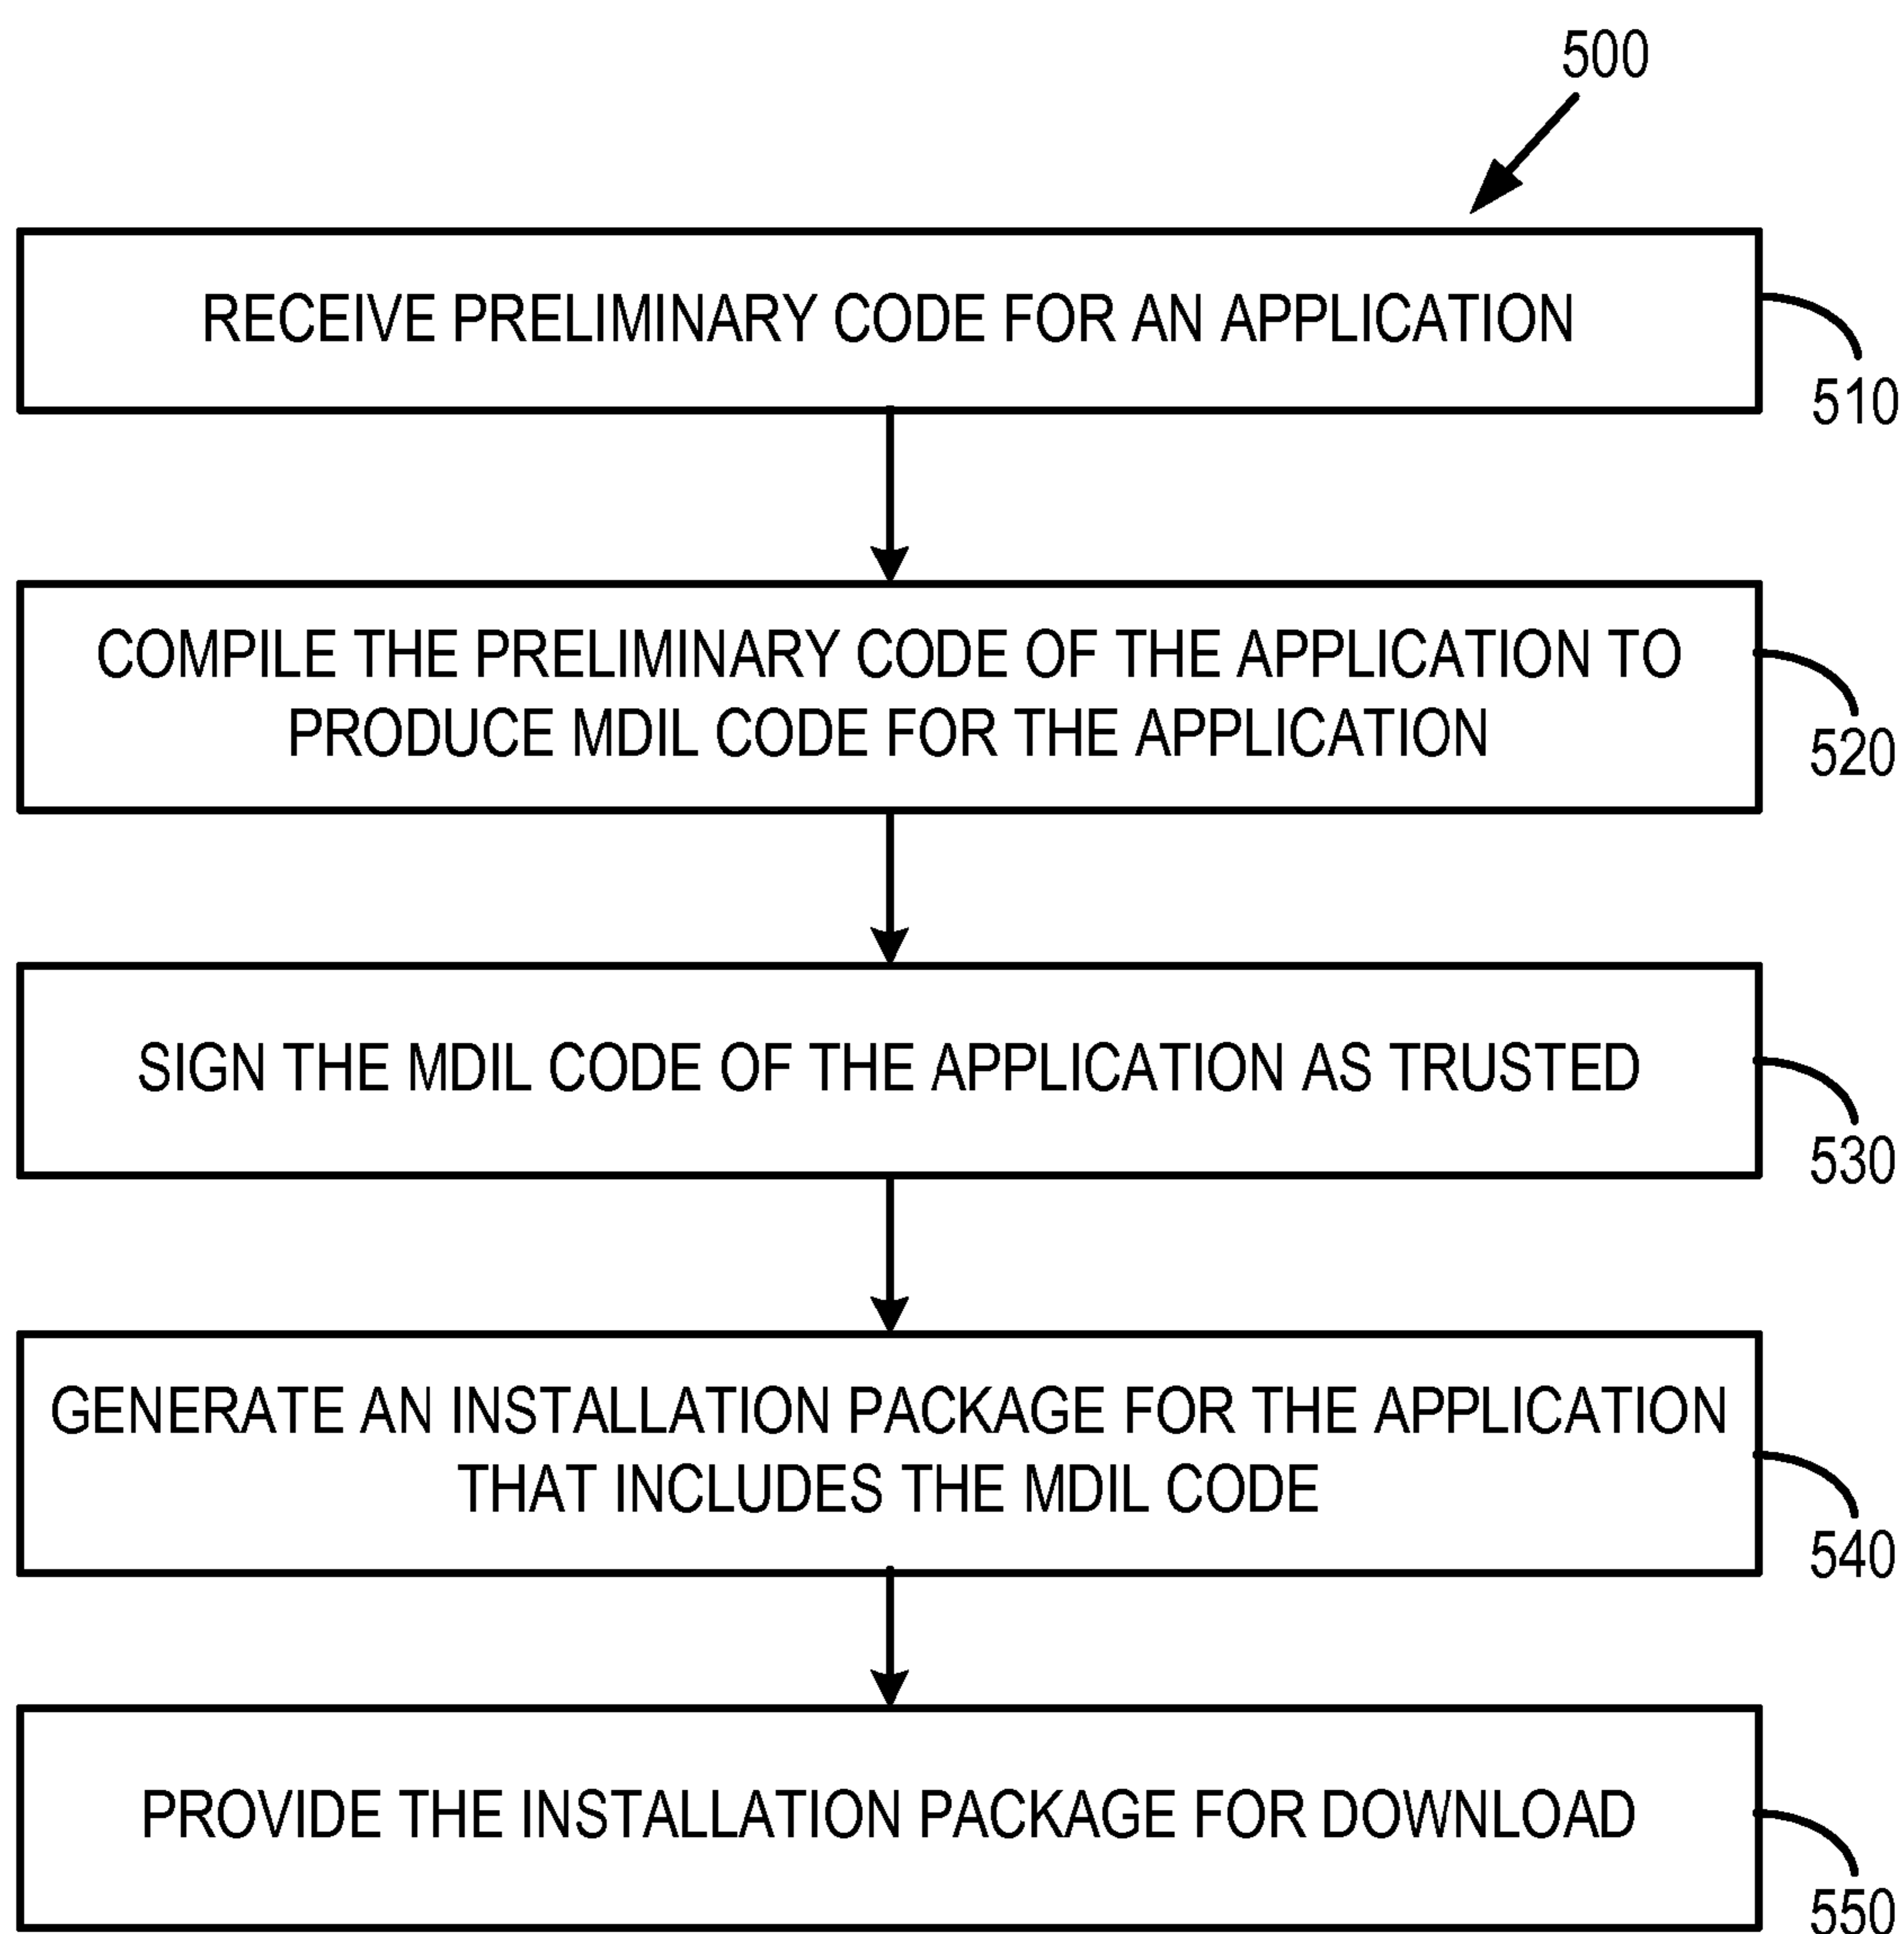 500
RECEIVE PRELIMINARY CODE FOR AN APPLICATION
510
COMPILE THE PRELIMINARY CODE OF THE APPLICATION TO
PRODUCE MDIL CODE FOR THE APPLICATION
520
SIGN THE MDIL CODE OF THE APPLICATION AS TRUSTED
530
GENERATE AN INSTALLATION PACKAGE FOR THE APPLICATION
THAT INCLUDES THE MDIL CODE
540
PROVIDE THE INSTALLATION PACKAGE FOR DOWNLOAD
550